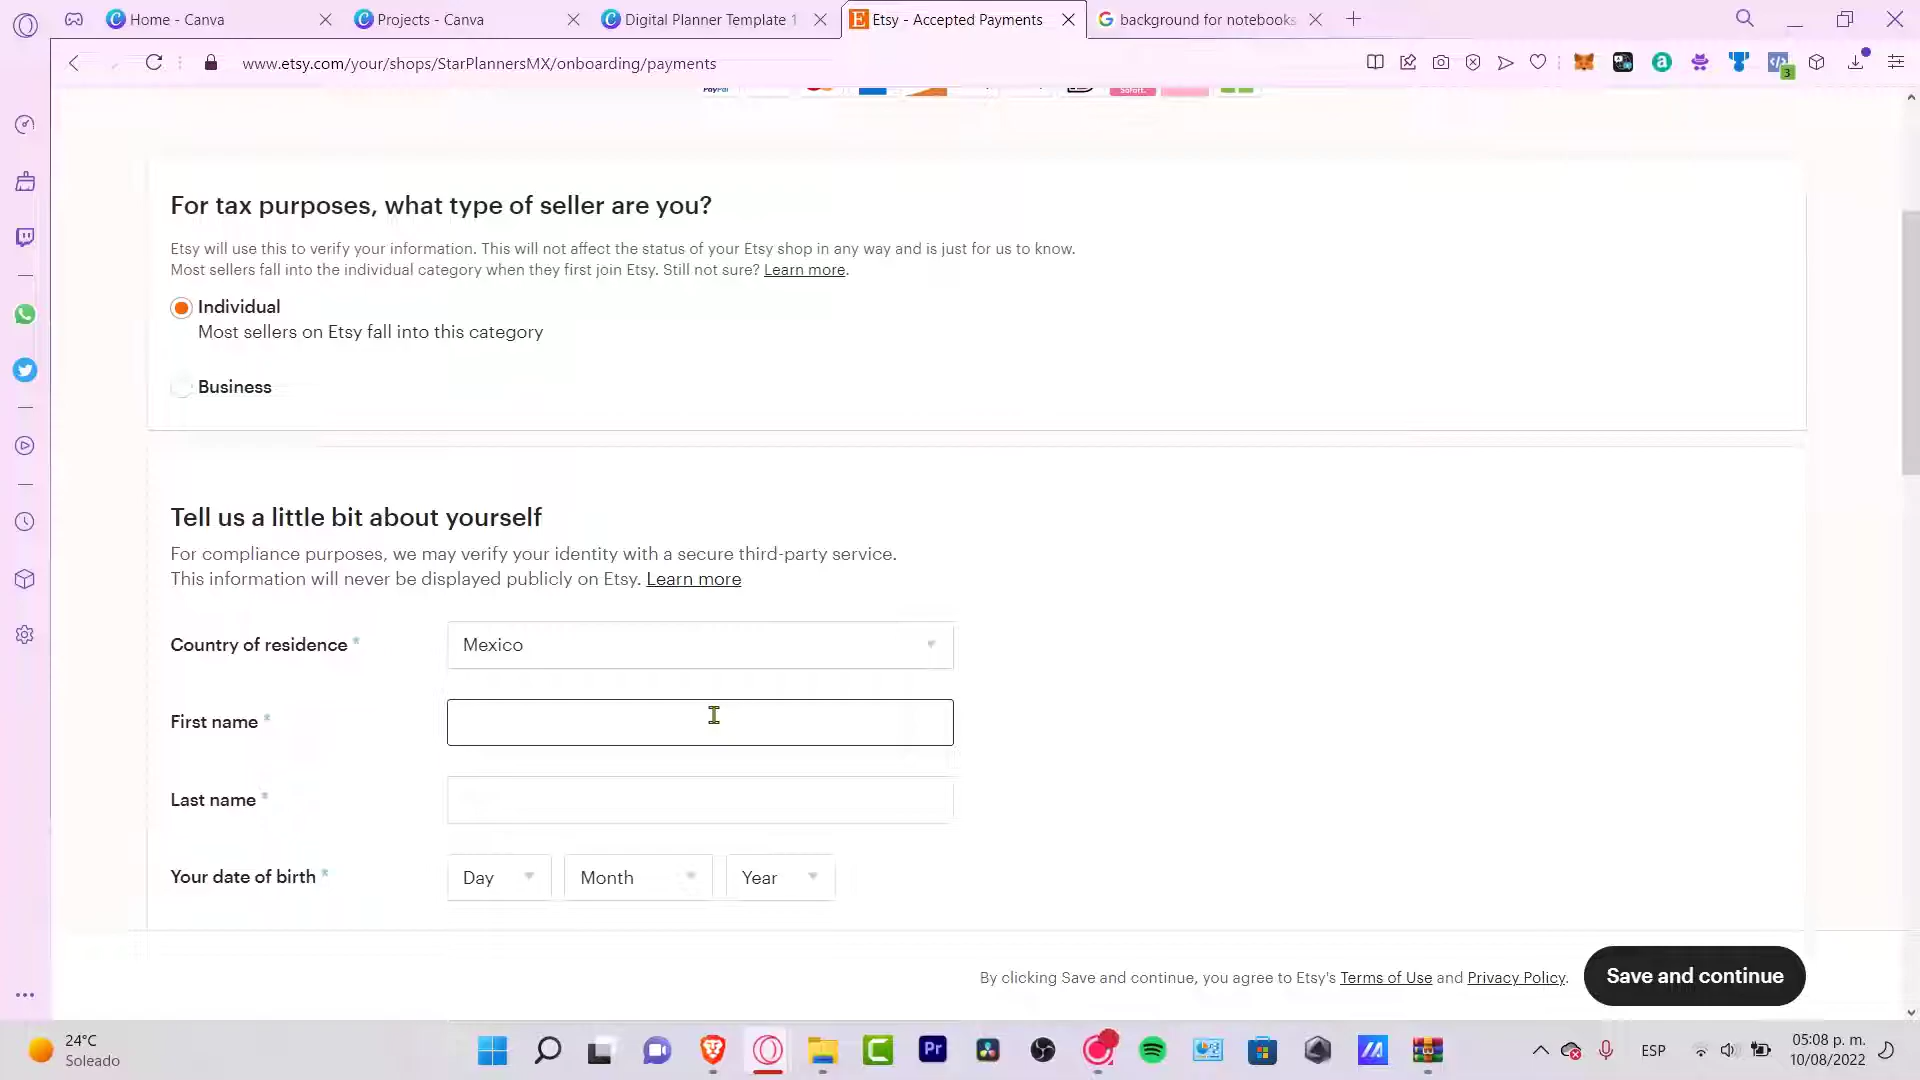 Home - Canva
Projects - Canva
Digital Planner Template 1
Etsy - Accepted Payments
background for notebooks
www.etsy.com/your/shops/StarPlannersMX/onboarding/payments
3
PayPal
Sofort.
For tax purposes, what type of seller are you?
Etsy will use this to verify your information. This will not affect the status of your Etsy shop in any way and is just for us to know.
Most sellers fall into the individual category when they first join Etsy. Still not sure? Learn more.
Individual
Most sellers on Etsy fall into this category
Business
Tell us a little bit about yourself
For compliance purposes, we may verify your identity with a secure third-party service.
This information will never be displayed publicly on Etsy. Learn more
Country of residence *
Mexico
First name *
Last name *
Your date of birth *
Day
Month
Year
By clicking Save and continue, you agree to Etsy's Terms of Use and Privacy Policy.
Save and continue
24°C
Soleado
Pr
ESP
05:08 p. m.
10/08/2022